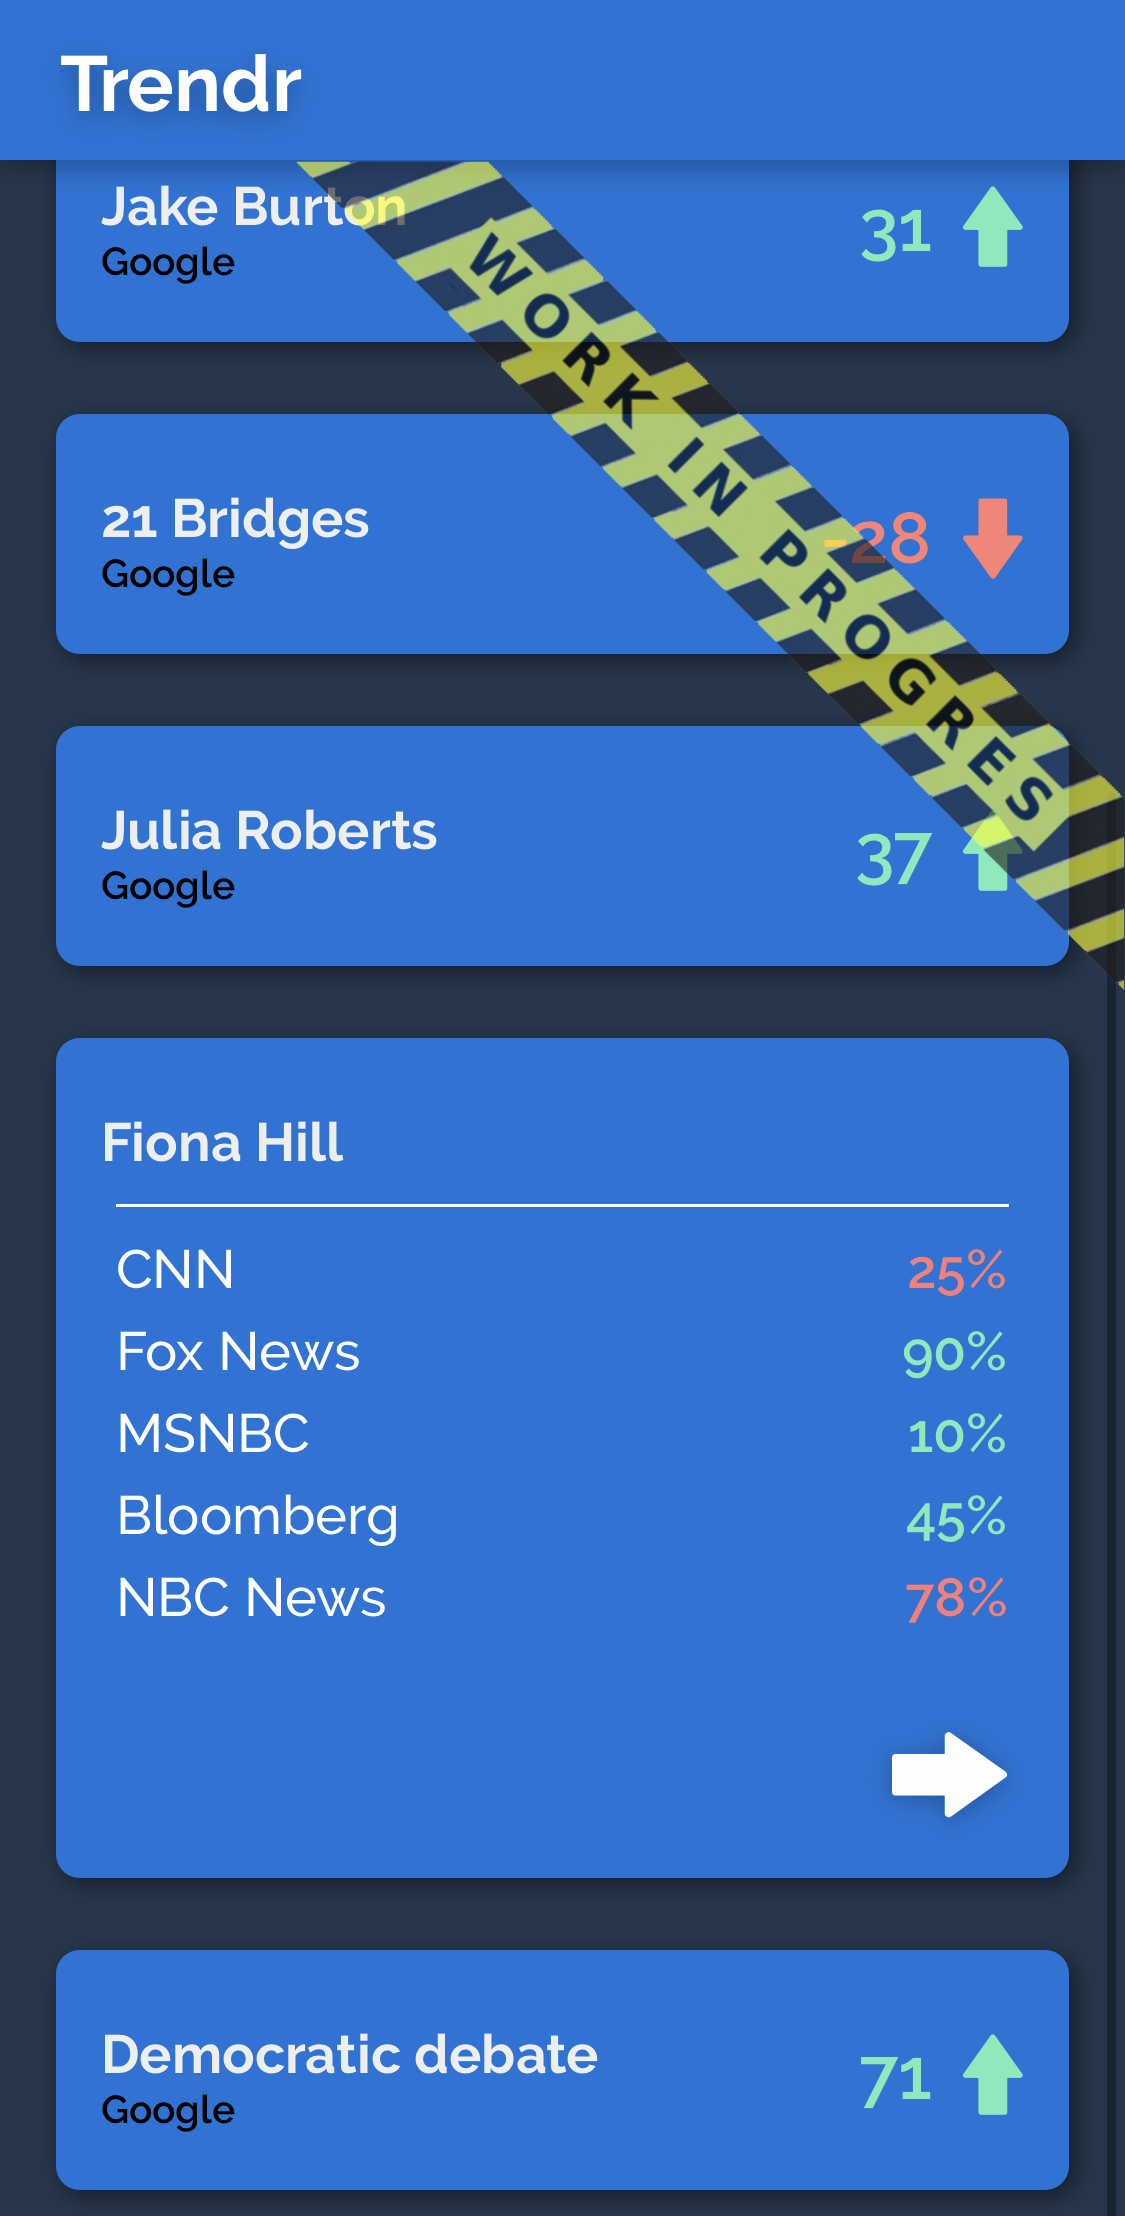 Trendr
Jake Burton
Google
31
WORK IN PROGRES
21 Bridges
Google
-28
Julia Roberts
Google
37
Fiona Hill
CNN 25%
Fox News 90%
MSNBC 10%
Bloomberg 45%
NBC News 78%
Democratic debate
Google
71